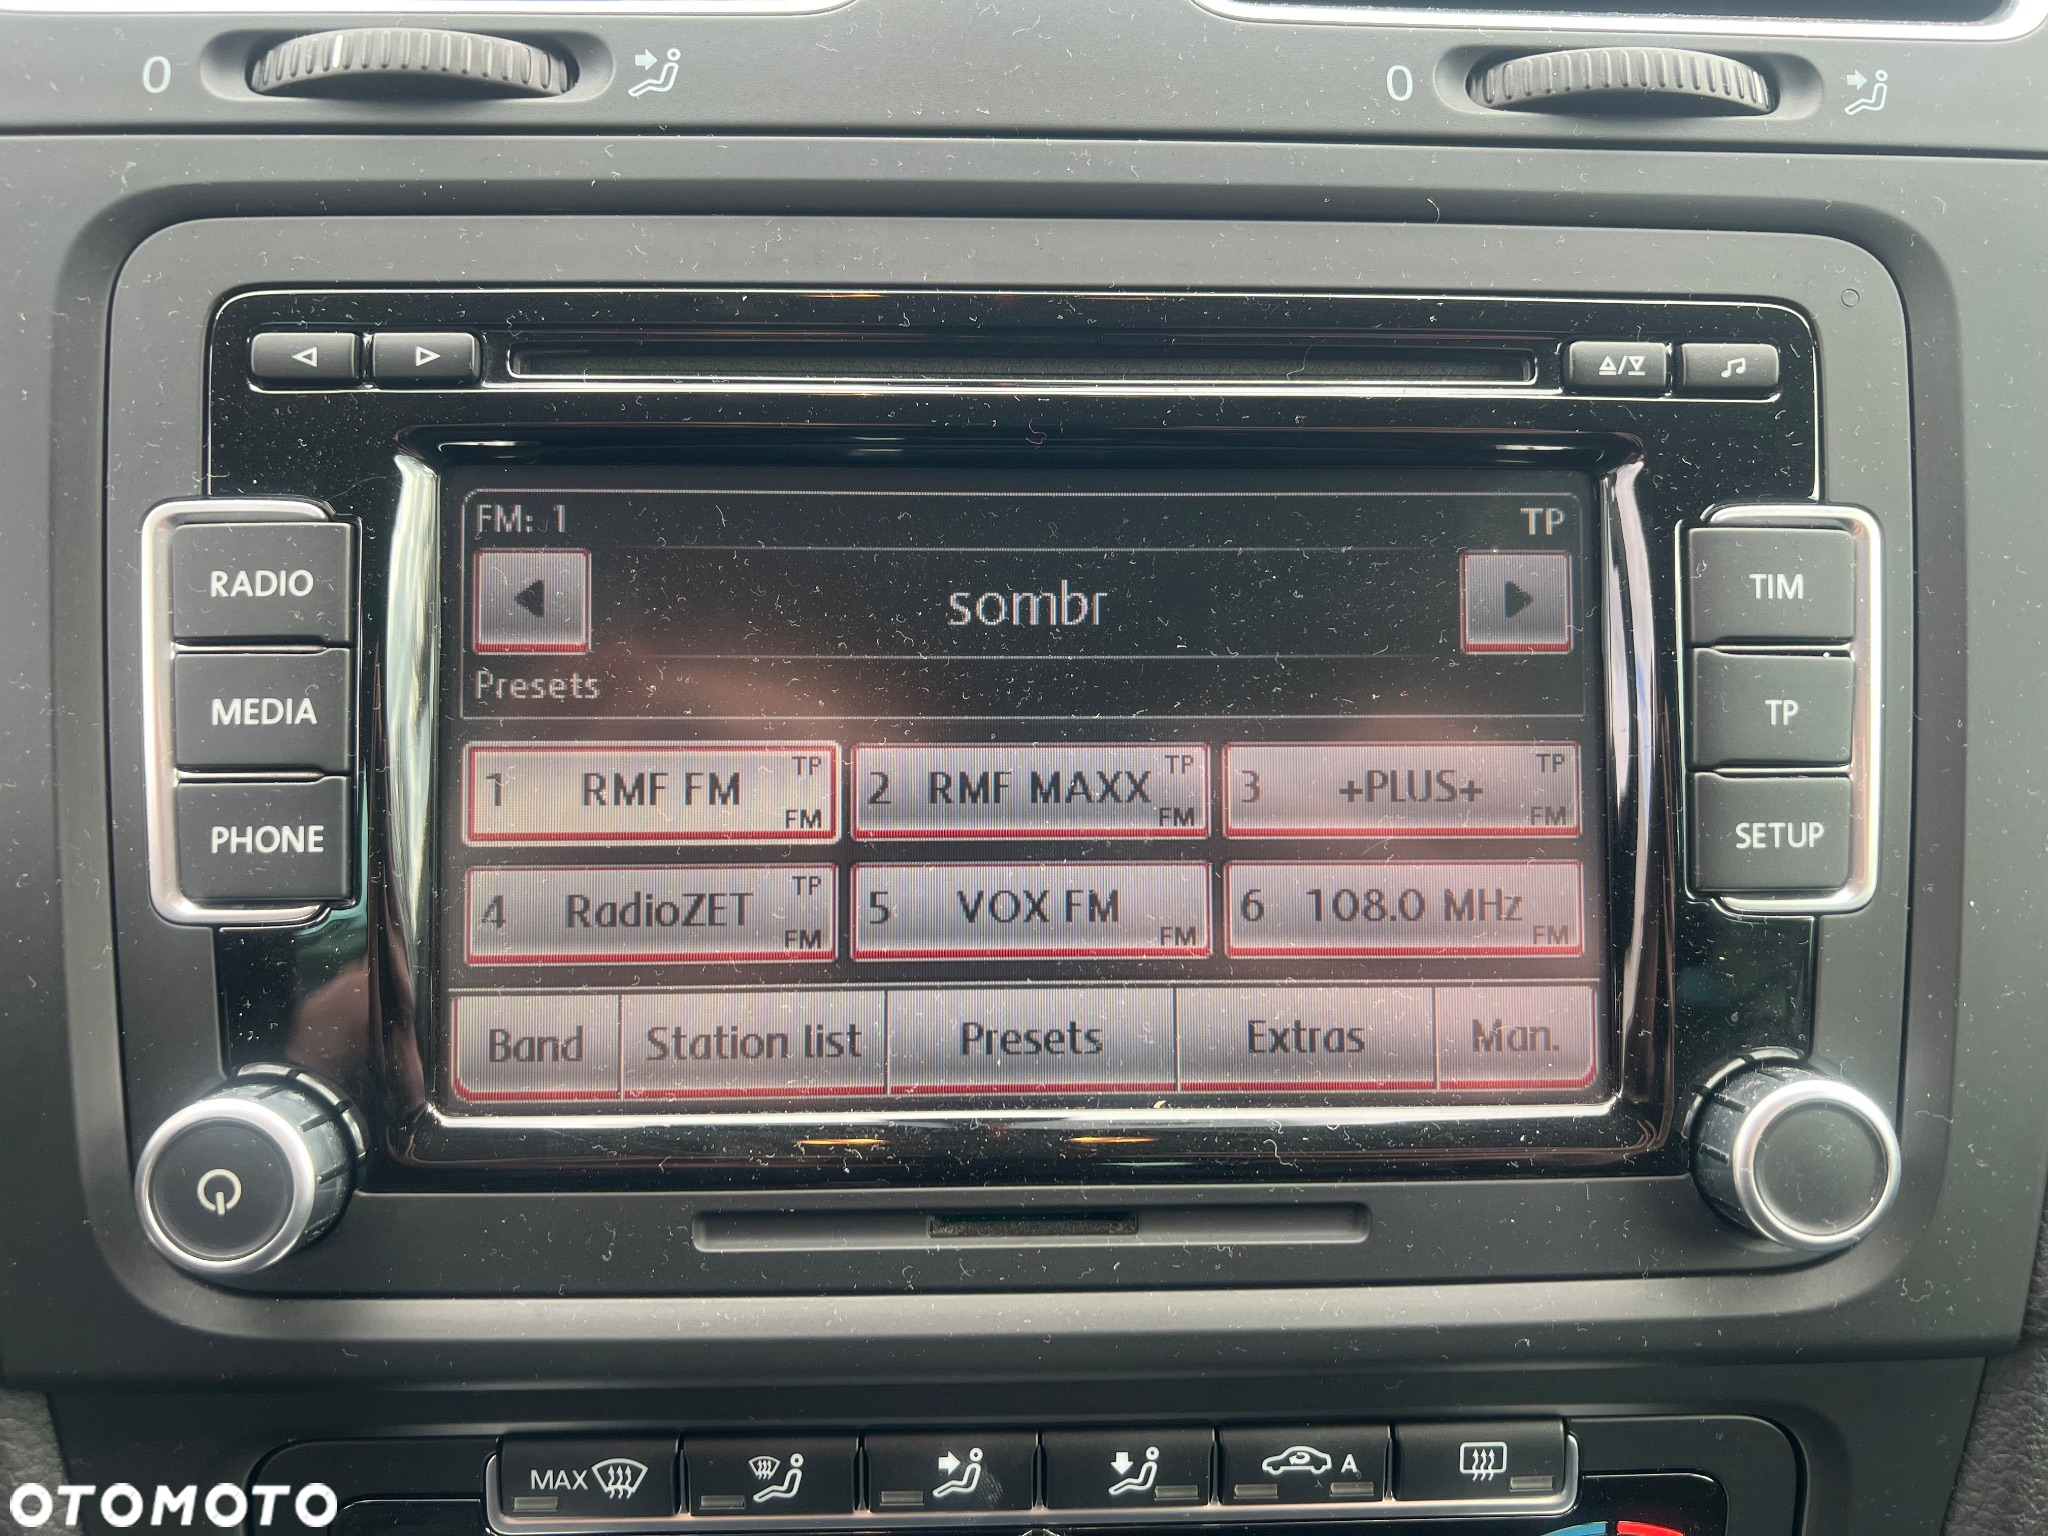 0 0
RADIO
MEDIA
PHONE
FM: 1 TP
sombr
Presets
1 RMF FM TP FM
2 RMF MAXX TP FM
3 +PLUS+ TP FM
4 RadioZET TP FM
5 VOX FM FM
6 108.0 MHz FM
Band Station list Presets Extras Man.
TIM
TP
SETUP
MAX A
OTOMOTO